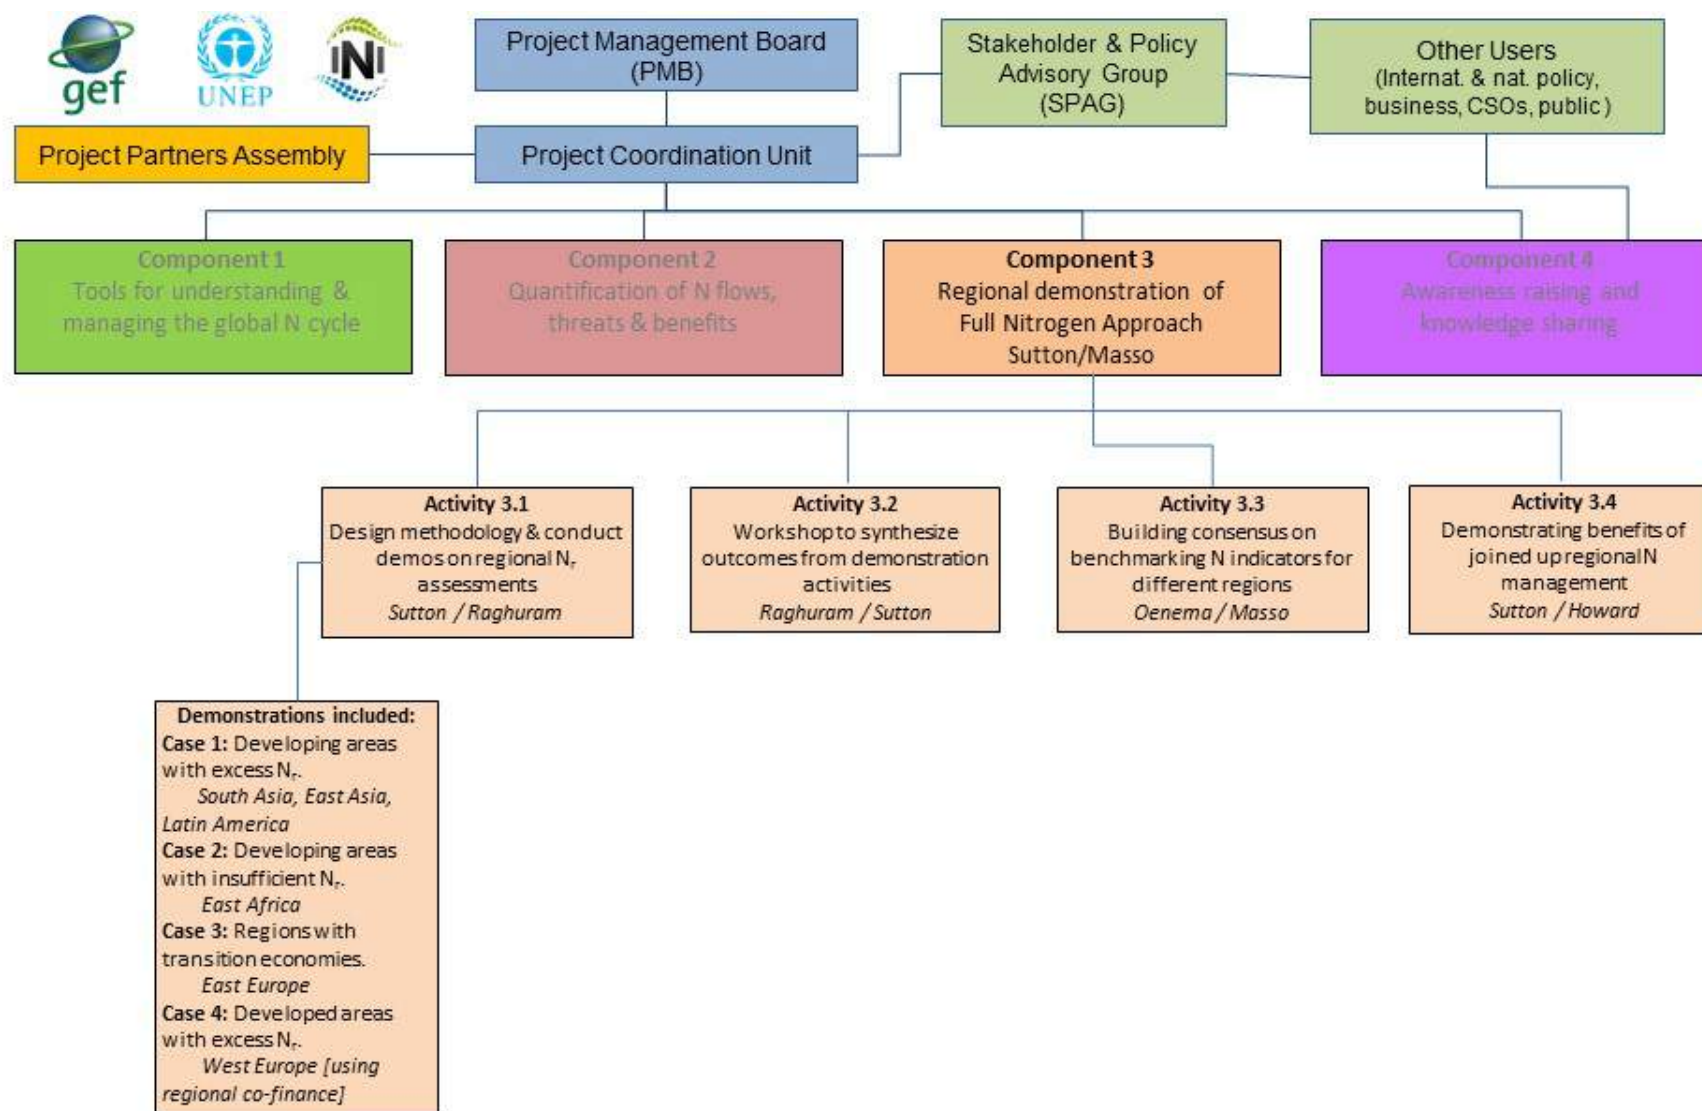 gef
UNEP
INI
Project Management Board
(PMB)
Stakeholder & Policy
Advisory Group
(SPAG)
Other Users
(Internat. & nat. policy,
business, CSOs, public )
Project Partners Assembly
Project Coordination Unit
Component 1
Tools for understanding &
managing the global N cycle
Component 2
Quantification of N flows,
threats & benefits
Component 3
Regional demonstration of
Full Nitrogen Approach
Sutton/Masso
Component 4
Awareness raising and
knowledge sharing
Activity 3.1
Design methodology & conduct
demos on regional Nr
assessments
Sutton / Raghuram
Activity 3.2
Workshop to synthesize
outcomes from demonstration
activities
Raghuram / Sutton
Activity 3.3
Building consensus on
benchmarking N indicators for
different regions
Oenema / Masso
Activity 3.4
Demonstrating benefits of
joined up regional N
management
Sutton / Howard
Demonstrations included:
Case 1: Developing areas
with excess Nr.
South Asia, East Asia,
Latin America
Case 2: Developing areas
with insufficient Nr.
East Africa
Case 3: Regions with
transition economies.
East Europe
Case 4: Developed areas
with excess Nr.
West Europe [using
regional co-finance]